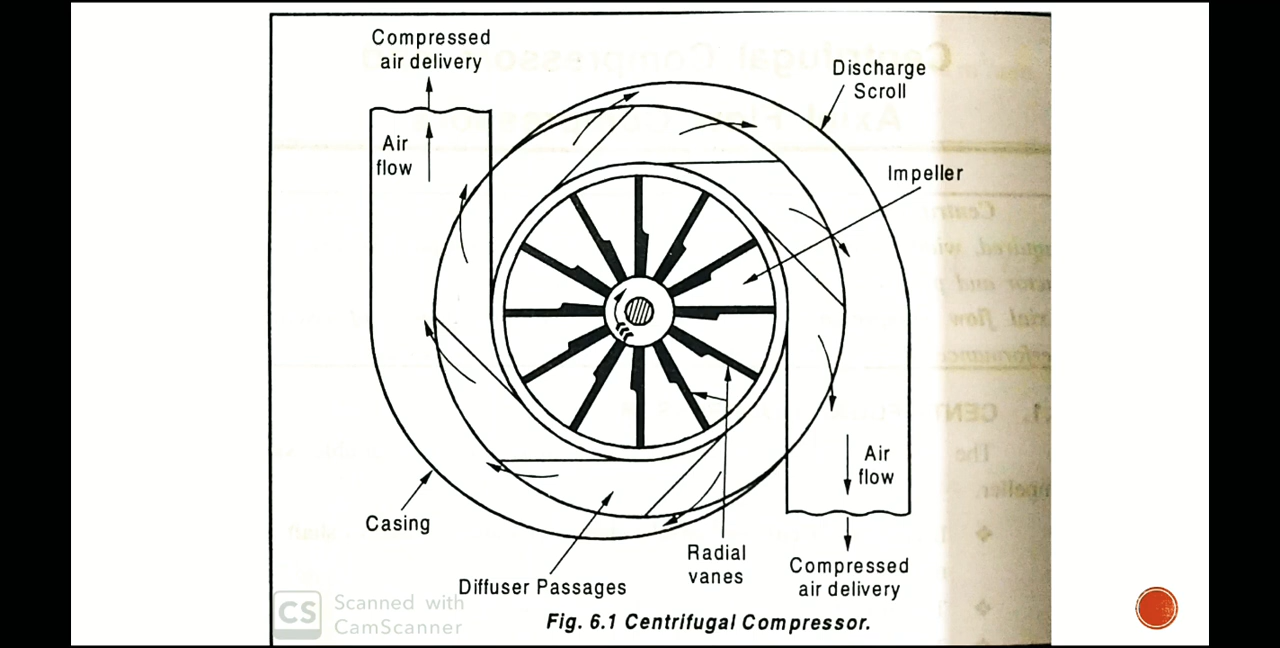 Compressed
air delivery
Discharge
Scroll
Air
flow
Impeller
Air
flow
Casing
Radial
vanes
Compressed
air delivery
Diffuser Passages
CS Scanned with
CamScanner
Fig. 6.1 Centrifugal Compressor.